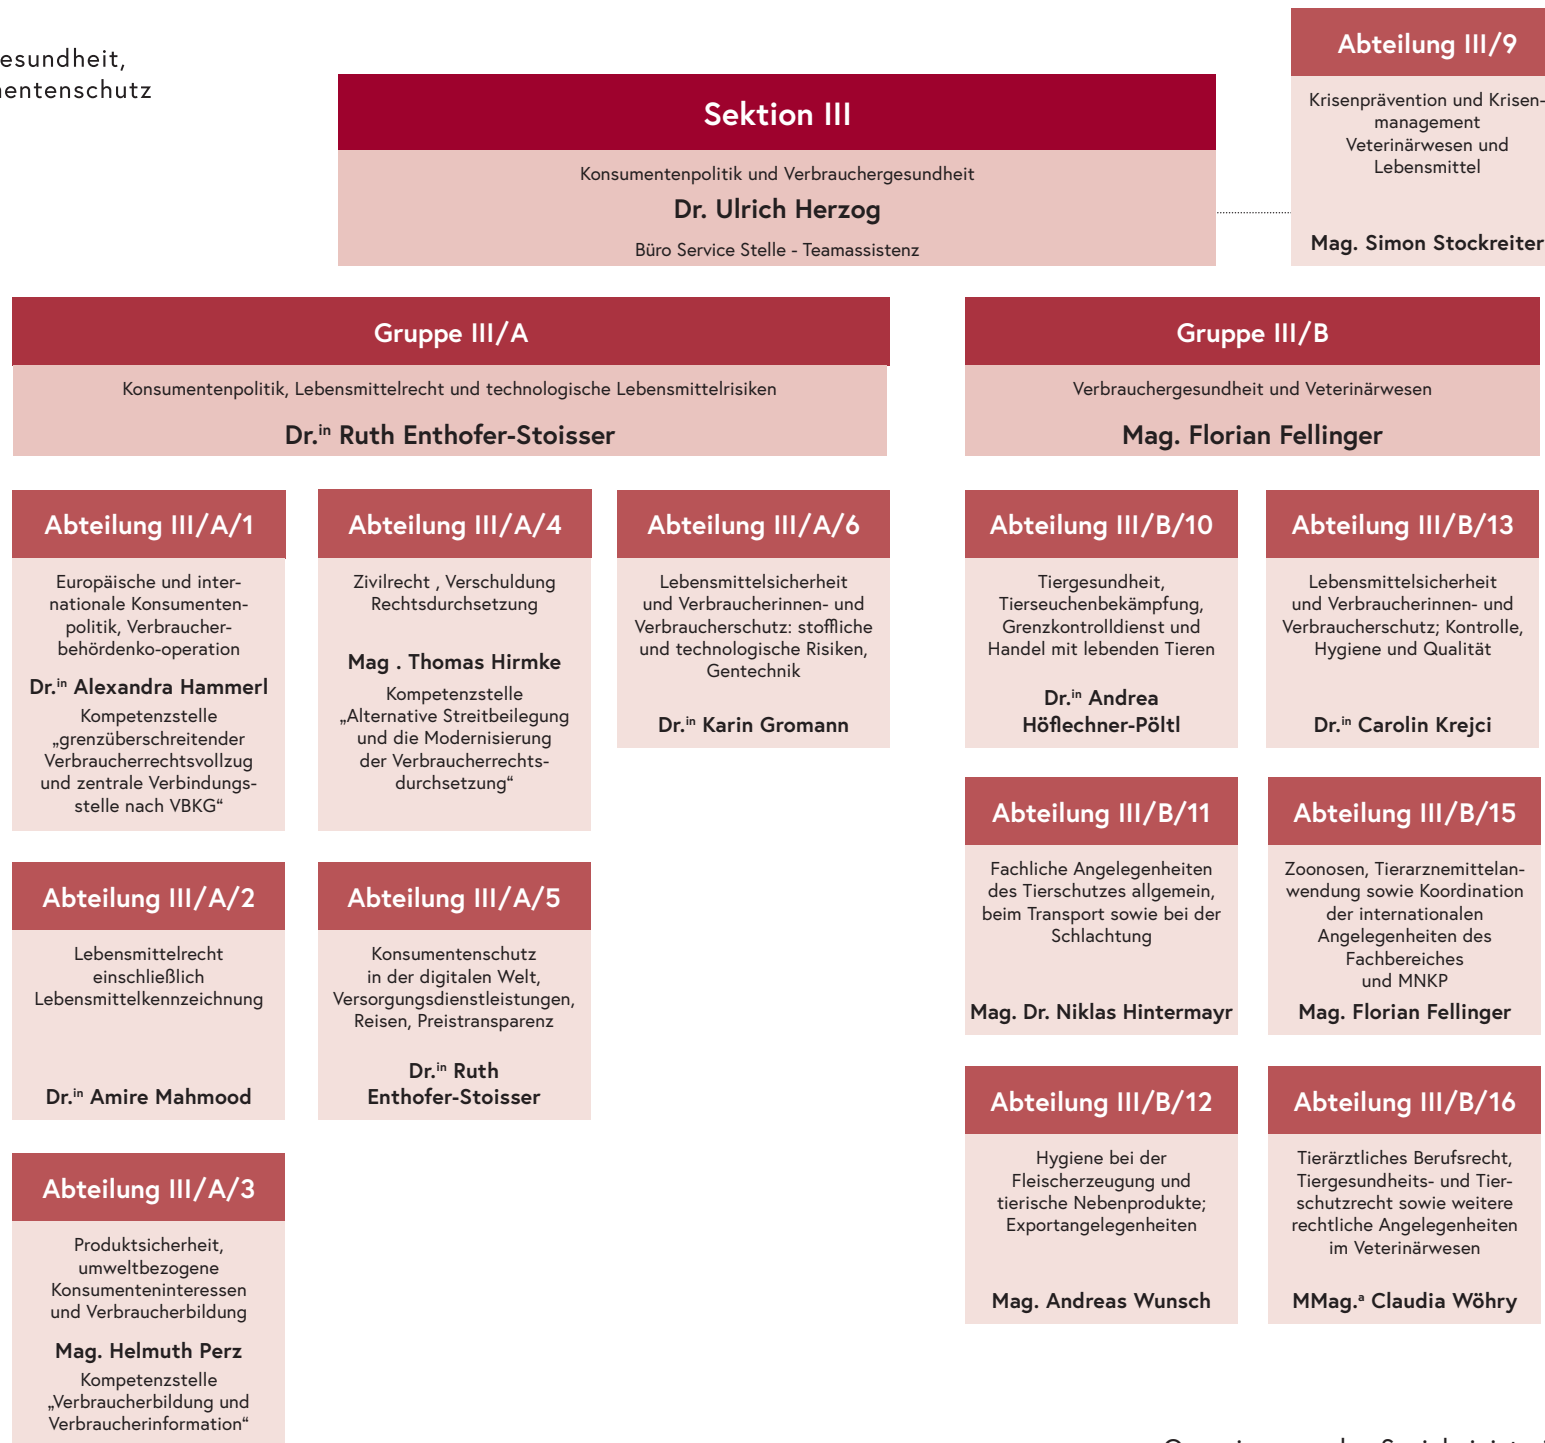 esundheit,
entenschutz
Sektion III
Konsumentenpolitik und Verbrauchergesundheit
Dr. Ulrich Herzog
Büro Service Stelle - Teamassistenz
Abteilung III/9
Krisenprävention und Krisen-
management
Veterinärwesen und
Lebensmittel
Mag. Simon Stockreiter
Gruppe III/A
Konsumentenpolitik, Lebensmittelrecht und technologische Lebensmittelrisiken
Dr.in Ruth Enthofer-Stoisser
Abteilung III/A/1
Europäische und inter-
nationale Konsumenten-
politik, Verbraucher-
behördenko-operation
Dr.in Alexandra Hammerl
Kompetenzstelle
„grenzüberschreitender
Verbraucherrechtsvollzug
und zentrale Verbindungs-
stelle nach VBKG“
Abteilung III/A/2
Lebensmittelrecht
einschließlich
Lebensmittelkennzeichnung
Dr.in Amire Mahmood
Abteilung III/A/3
Produktsicherheit,
umweltbezogene
Konsumenteninteressen
und Verbraucherbildung
Mag. Helmuth Perz
Kompetenzstelle
„Verbraucherbildung und
Verbraucherinformation“
Abteilung III/A/4
Zivilrecht , Verschuldung
Rechtsdurchsetzung
Mag . Thomas Hirmke
Kompetenzstelle
„Alternative Streitbeilegung
und die Modernisierung
der Verbraucherrechts-
durchsetzung“
Abteilung III/A/5
Konsumentenschutz
in der digitalen Welt,
Versorgungsdienstleistungen,
Reisen, Preistransparenz
Dr.in Ruth
Enthofer-Stoisser
Abteilung III/A/6
Lebensmittelsicherheit
und Verbraucherinnen- und
Verbraucherschutz: stoffliche
und technologische Risiken,
Gentechnik
Dr.in Karin Gromann
Gruppe III/B
Verbrauchergesundheit und Veterinärwesen
Mag. Florian Fellinger
Abteilung III/B/10
Tiergesundheit,
Tierseuchenbekämpfung,
Grenzkontrolldienst und
Handel mit lebenden Tieren
Dr.in Andrea
Höflechner-Pöltl
Abteilung III/B/11
Fachliche Angelegenheiten
des Tierschutzes allgemein,
beim Transport sowie bei der
Schlachtung
Mag. Dr. Niklas Hintermayr
Abteilung III/B/12
Hygiene bei der
Fleischerzeugung und
tierische Nebenprodukte;
Exportangelegenheiten
Mag. Andreas Wunsch
Abteilung III/B/13
Lebensmittelsicherheit
und Verbraucherinnen- und
Verbraucherschutz; Kontrolle,
Hygiene und Qualität
Dr.in Carolin Krejci
Abteilung III/B/15
Zoonosen, Tierarznemittelan-
wendung sowie Koordination
der internationalen
Angelegenheiten des
Fachbereiches
und MNKP
Mag. Florian Fellinger
Abteilung III/B/16
Tierärztliches Berufsrecht,
Tiergesundheits- und Tier-
schutzrecht sowie weitere
rechtliche Angelegenheiten
im Veterinärwesen
MMag.a Claudia Wöhry